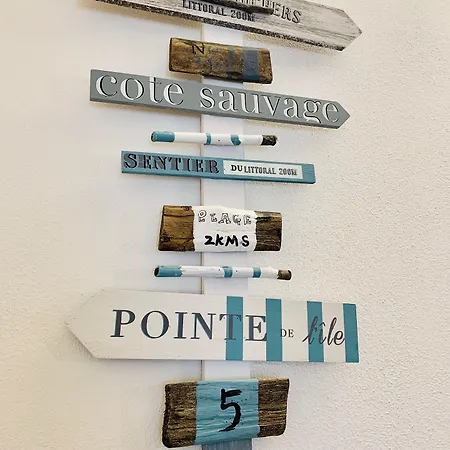 LITTORAL 200M
cote sauvage
SENTIER DU LITTORAL 200M
PLAGE
2KMS
POINTE DE l'île
5